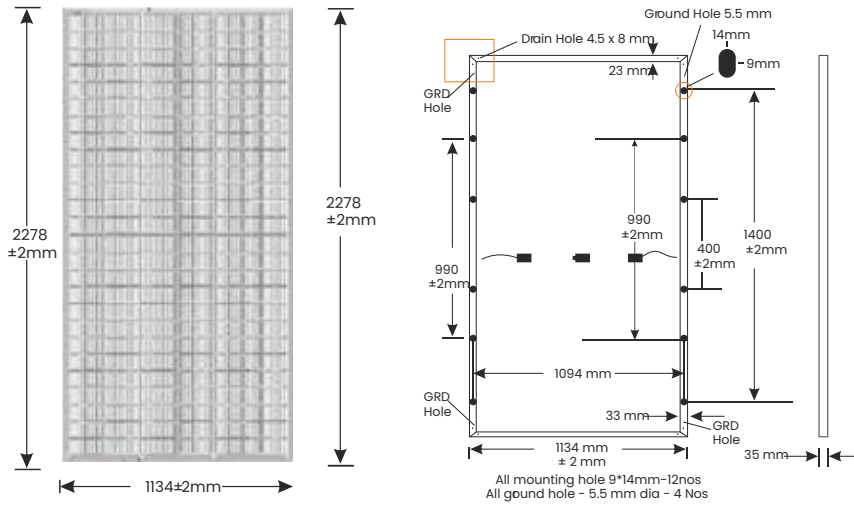 2278
±2mm
1134±2mm
2278
±2mm
Ground Hole 5.5 mm
Drain Hole 4.5 x 8 mm
14mm
9mm
23 mm
GRD
Hole
990
±2mm
990
±2mm
400
±2mm
1400
±2mm
1094 mm
GRD
Hole
33 mm
GRD
Hole
1134 mm
± 2 mm
35 mm
All mounting hole 9*14mm-12nos
All ground hole - 5.5 mm dia - 4 Nos